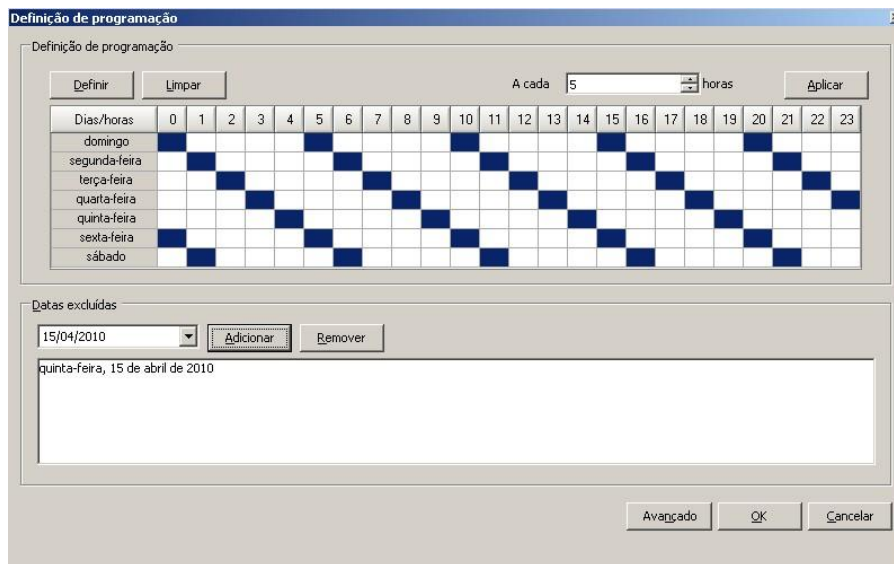 Definição de programação
Definição de programação
Definir Limpar A cada 5 horas Aplicar
Dias/horas 0 1 2 3 4 5 6 7 8 9 10 11 12 13 14 15 16 17 18 19 20 21 22 23
domingo
segunda-feira
terça-feira
quarta-feira
quinta-feira
sexta-feira
sábado
Datas excluídas
15/04/2010 Adicionar Remover
quinta-feira, 15 de abril de 2010
Avançado OK Cancelar